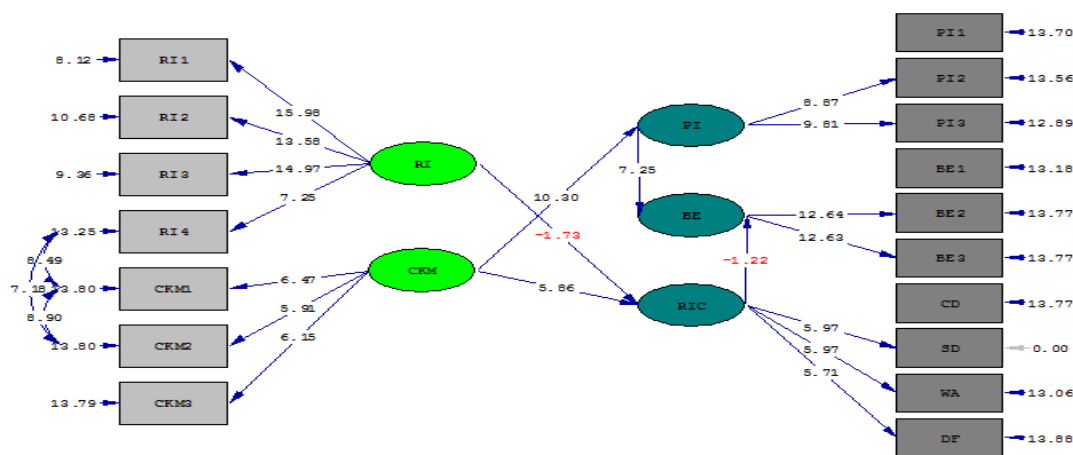 PI1 13.70
8.12 RI1
PI2 13.56
8.87
15.98
10.68 RI2
PI PI3 12.89
9.81
13.58
RI
9.36 RI3 14.97 7.25 BE1 13.18
7.25 10.30
BE BE2 13.77
12.64
13.25 RI4 -1.73
12.63
8.49 BE3 13.77
CKM -1.22
6.47
7.18 13.80 CKM1 5.86
RIC CD 13.77
5.91
8.90 5.97
13.80 CKM2 6.15 SD 0.00
5.97
5.71
WA 13.06
13.79 CKM3
DF 13.88